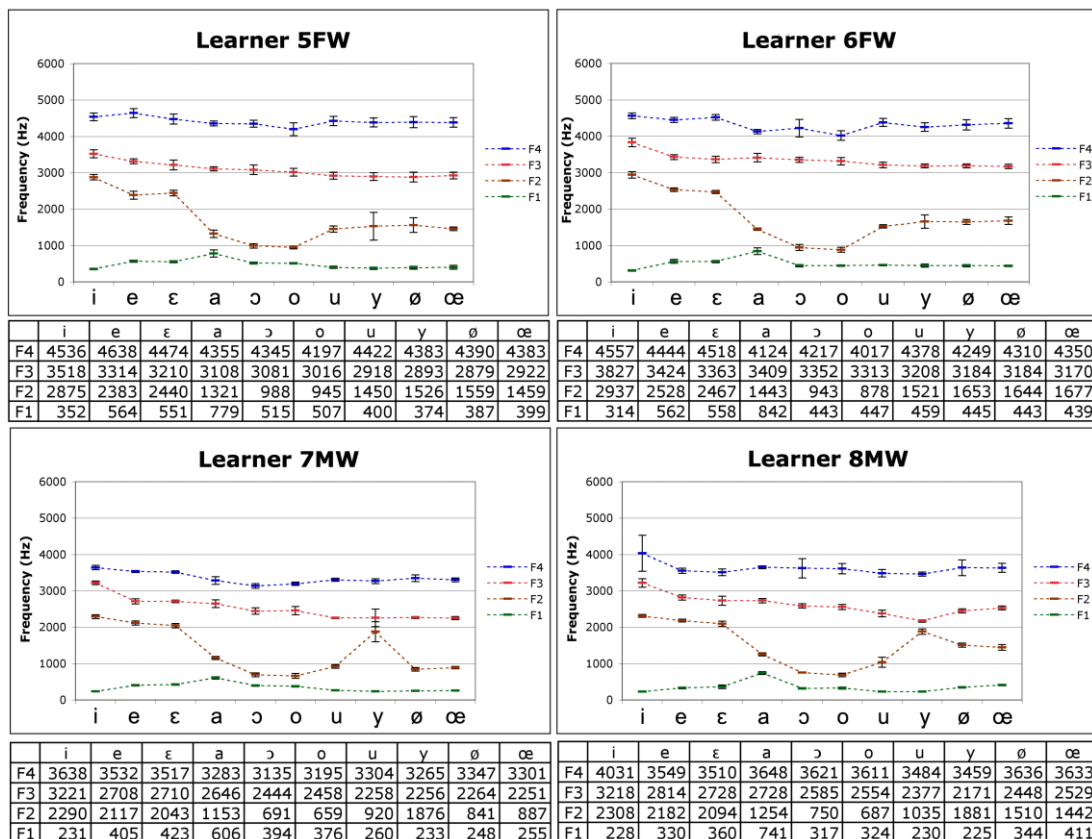 Learner 5FW
Frequency (Hz)
6000
5000
4000
3000
2000
1000
0
F4
F3
F2
F1
i e ɛ a ɔ o u y ø œ
i e ɛ a ɔ o u y ø œ
F4 4536 4638 4474 4355 4345 4197 4422 4383 4390 4383
F3 3518 3314 3210 3108 3081 3016 2918 2893 2879 2922
F2 2875 2383 2440 1321 988 945 1450 1526 1559 1459
F1 352 564 551 779 515 507 400 374 387 399
Learner 6FW
Frequency (Hz)
6000
5000
4000
3000
2000
1000
0
F4
F3
F2
F1
i e ɛ a ɔ o u y ø œ
i e ɛ a ɔ o u y ø œ
F4 4557 4444 4518 4124 4217 4017 4378 4249 4310 4350
F3 3827 3424 3363 3409 3352 3313 3208 3184 3184 3170
F2 2937 2528 2467 1443 943 878 1521 1653 1644 1677
F1 314 562 558 842 443 447 459 445 443 439
Learner 7MW
Frequency (Hz)
6000
5000
4000
3000
2000
1000
0
F4
F3
F2
F1
i e ɛ a ɔ o u y ø œ
i e ɛ a ɔ o u y ø œ
F4 3638 3532 3517 3283 3135 3195 3304 3265 3347 3301
F3 3221 2708 2710 2646 2444 2458 2258 2256 2264 2251
F2 2290 2117 2043 1153 691 659 920 1876 841 887
F1 231 405 423 606 394 376 260 233 248 255
Learner 8MW
Frequency (Hz)
6000
5000
4000
3000
2000
1000
0
F4
F3
F2
F1
i e ɛ a ɔ o u y ø œ
i e ɛ a ɔ o u y ø œ
F4 4031 3549 3510 3648 3621 3611 3484 3459 3636 3633
F3 3218 2814 2728 2728 2585 2554 2377 2171 2448 2529
F2 2308 2182 2094 1254 750 687 1035 1881 1510
F1 228 330 360 741 317 324 230 225 344